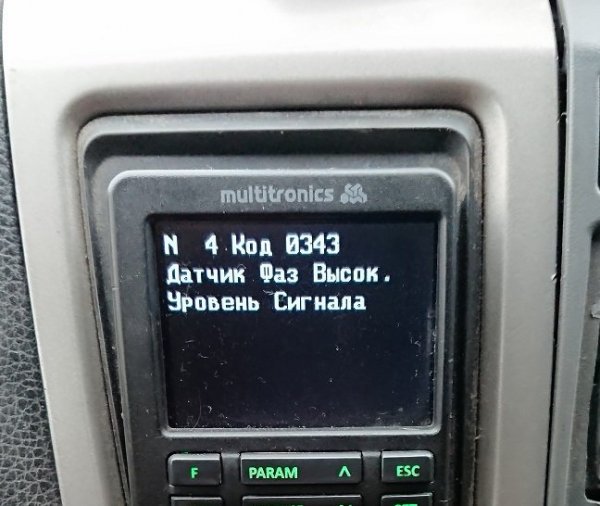 multitronics
N 4 Код 0343
Датчик Фаз Высок.
Уровень Сигнала
F PARAM ʌ ESC